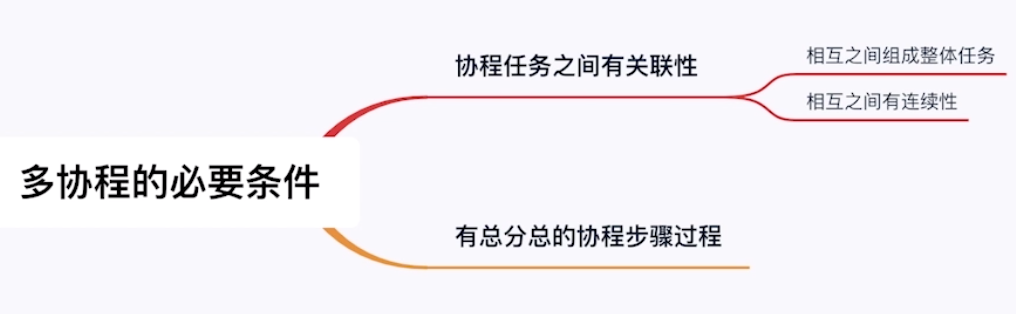 协程任务之间有关联性
相互之间组成整体任务
相互之间有连续性
多协程的必要条件
有总分总的协程步骤过程